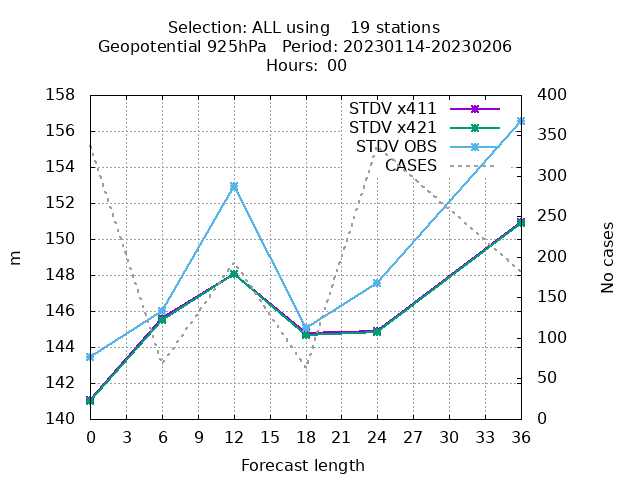 Selection: ALL using    19 stations
Geopotential 925hPa   Period: 20230114-20230206
Hours: 00
STDV x411
STDV x421
STDV OBS
CASES
158
156
154
152
150
148
146
144
142
140
400
350
300
250
200
150
100
50
0
m
No cases
0 3 6 9 12 15 18 21 24 27 30 33 36
Forecast length